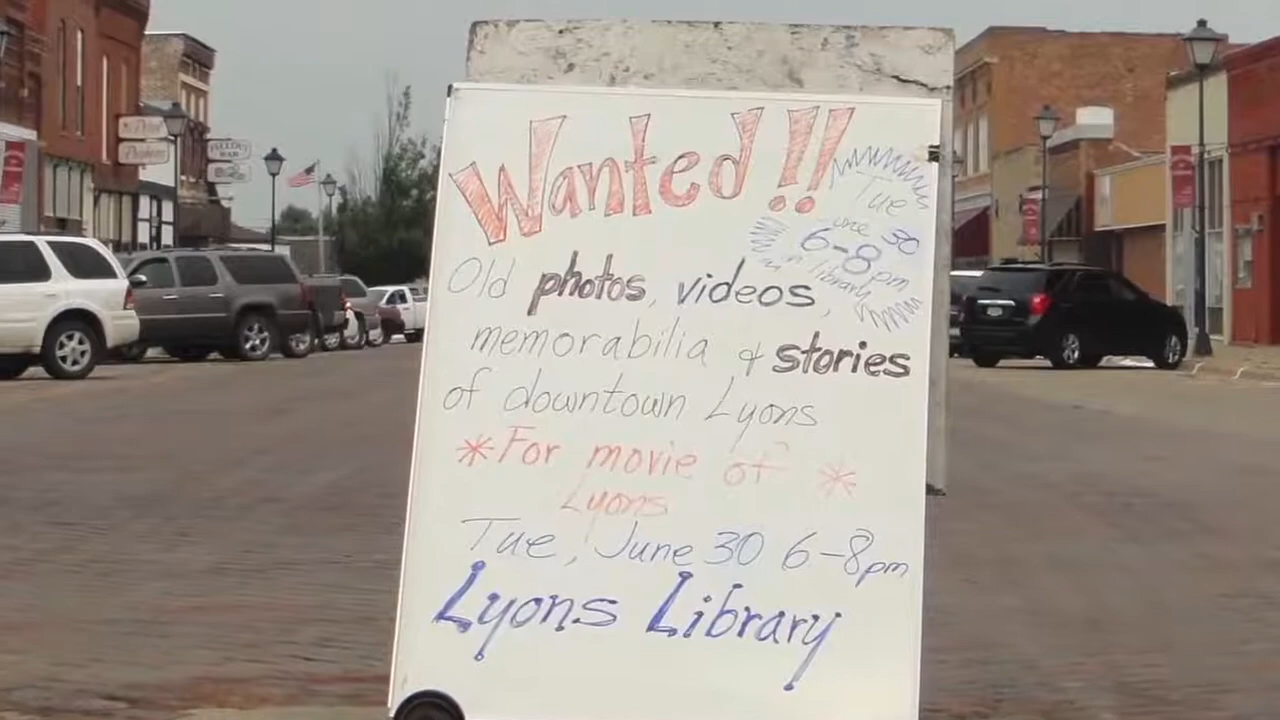 Wanted!!
Tue
June 30
6-8pm
in library
Old photos, videos,
memorabilia & stories
of downtown Lyons
*For movie of *
Lyons
Tue, June 30 6-8pm
Lyons Library